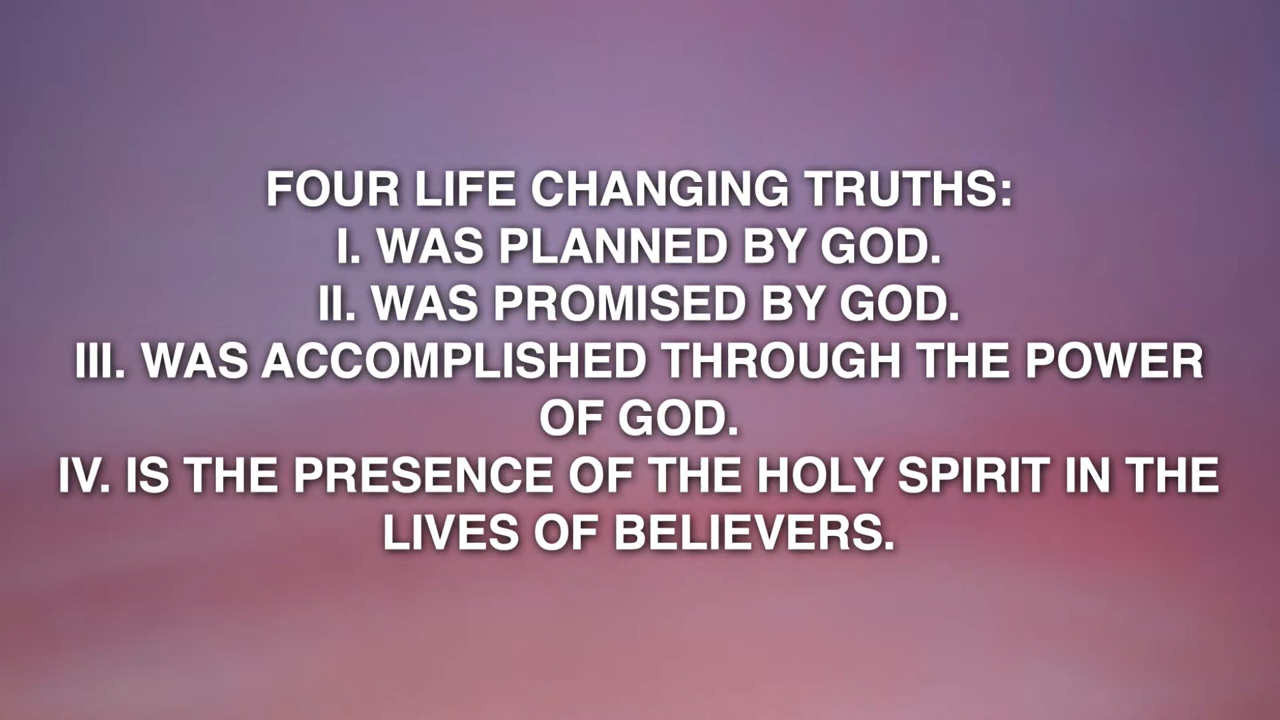 FOUR LIFE CHANGING TRUTHS:
I. WAS PLANNED BY GOD.
II. WAS PROMISED BY GOD.
III. WAS ACCOMPLISHED THROUGH THE POWER
OF GOD.
IV. IS THE PRESENCE OF THE HOLY SPIRIT IN THE
LIVES OF BELIEVERS.